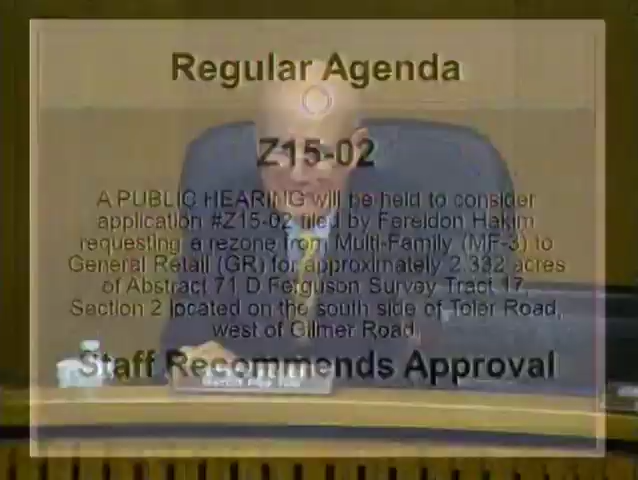 Regular Agenda
Z15-02
A PUBLIC HEARING will be held to consider
application #Z15-02 filed by Fereidon Hakim
requesting a rezone from Multi-Family (MF-3) to
General Retail (GR) for approximately 2.332 acres
of Abstract 71 D Ferguson Survey Tract 17,
Section 2 located on the south side of Toler Road,
west of Gilmer Road.
Staff Recommends Approval